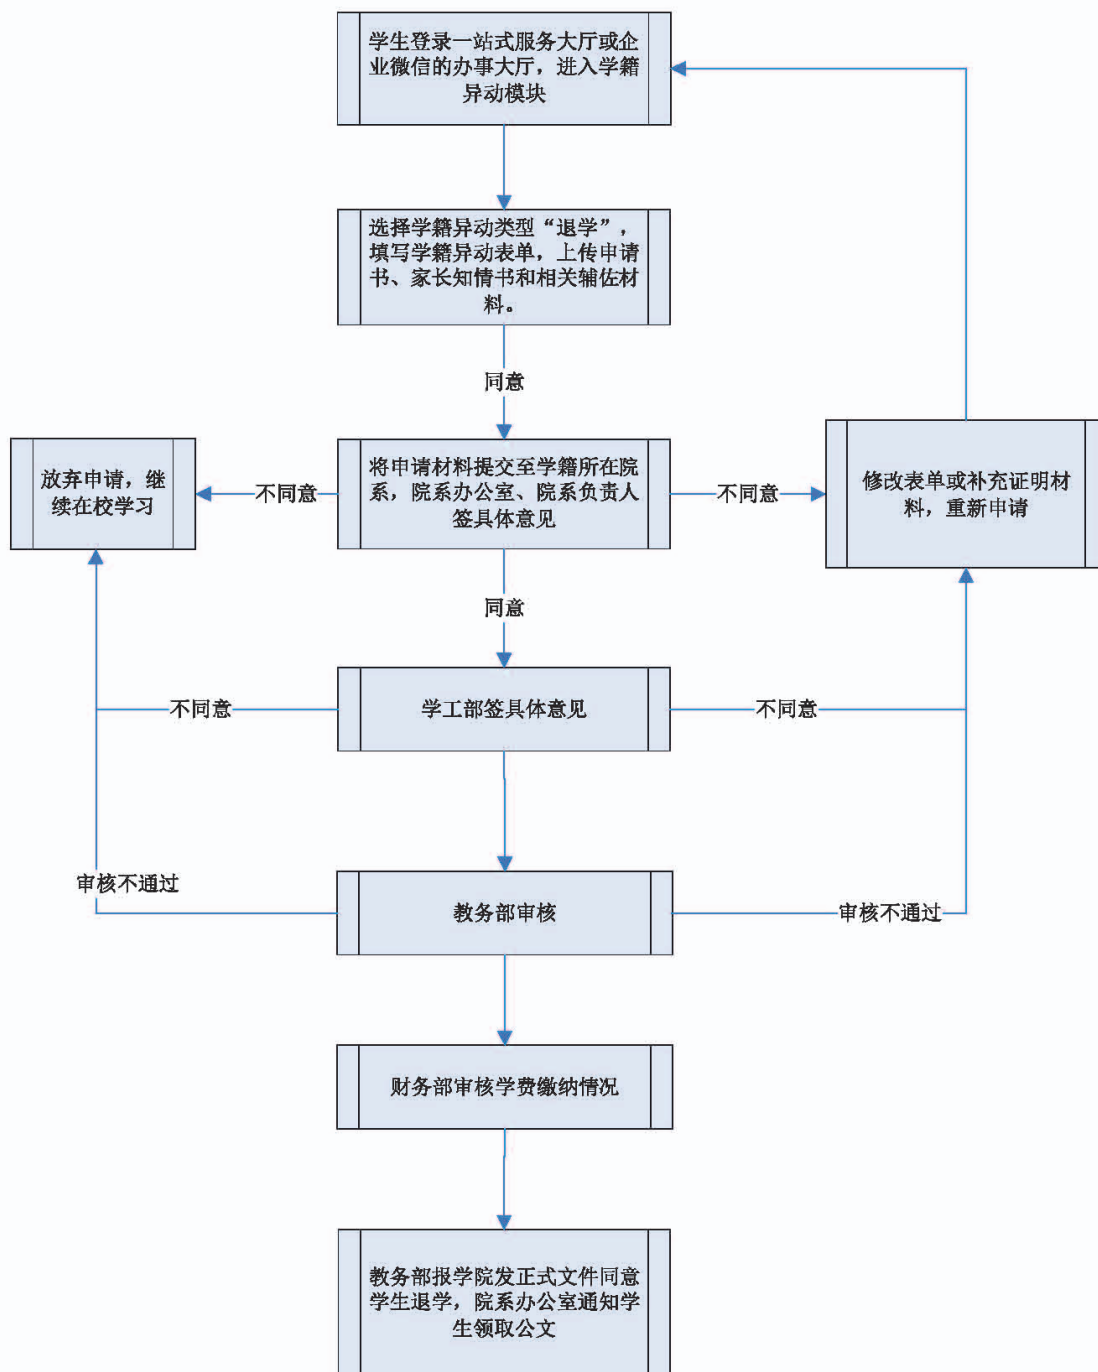 学生登录一站式服务大厅或企
业微信的办事大厅，进入学籍
异动模块
选择学籍异动类型“退学”，
填写学籍异动表单，上传申请
书、家长知情书和相关辅佐材
料。
同意
放弃申请，继
续在校学习
不同意
将申请材料提交至学籍所在院
系，院系办公室、院系负责人
签具体意见
不同意
修改表单或补充证明材
料，重新申请
同意
不同意
学工部签具体意见
不同意
审核不通过
教务部审核
审核不通过
财务部审核学费缴纳情况
教务部报学院发正式文件同意
学生退学，院系办公室通知学
生领取公文